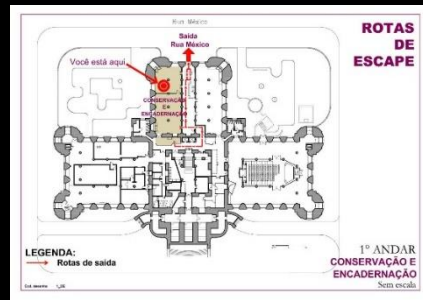 Rua México
ROTAS
DE
ESCAPE
Saída
Rua México
Você está aqui
CONSERVAÇÃO
E
ENCADERNAÇÃO
LEGENDA:
Rotas de saída
1º ANDAR
CONSERVAÇÃO E
ENCADERNAÇÃO
Sem escala